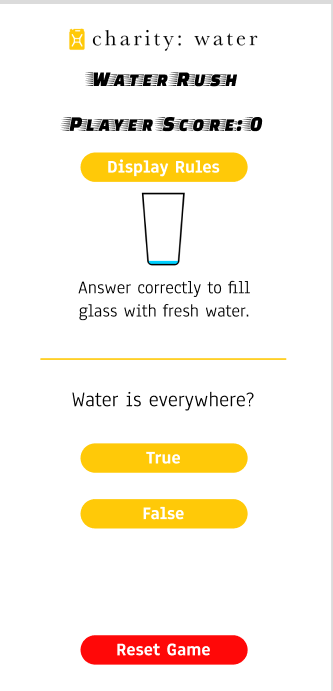 charity: water
Water Rush
Player Score: 0
Display Rules
Answer correctly to fill
glass with fresh water.
Water is everywhere?
True
False
Reset Game